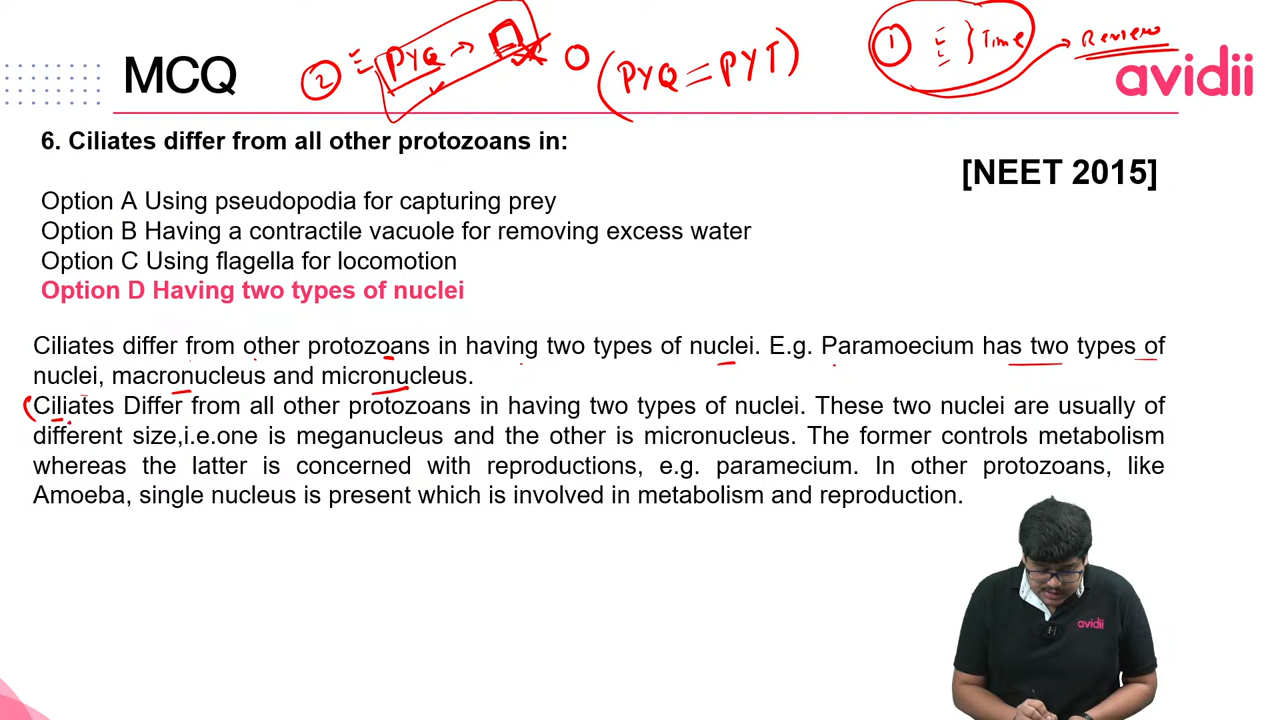 ② PYQ → O (PYQ = PYT) ① } Time → Review
MCQ
avidii
6. Ciliates differ from all other protozoans in:
[NEET 2015]
Option A Using pseudopodia for capturing prey
Option B Having a contractile vacuole for removing excess water
Option C Using flagella for locomotion
Option D Having two types of nuclei
Ciliates differ from other protozoans in having two types of nuclei. E.g. Paramoecium has two types of
nuclei, macronucleus and micronucleus.
Ciliates Differ from all other protozoans in having two types of nuclei. These two nuclei are usually of
different size,i.e.one is meganucleus and the other is micronucleus. The former controls metabolism
whereas the latter is concerned with reproductions, e.g. paramecium. In other protozoans, like
Amoeba, single nucleus is present which is involved in metabolism and reproduction.
avidii